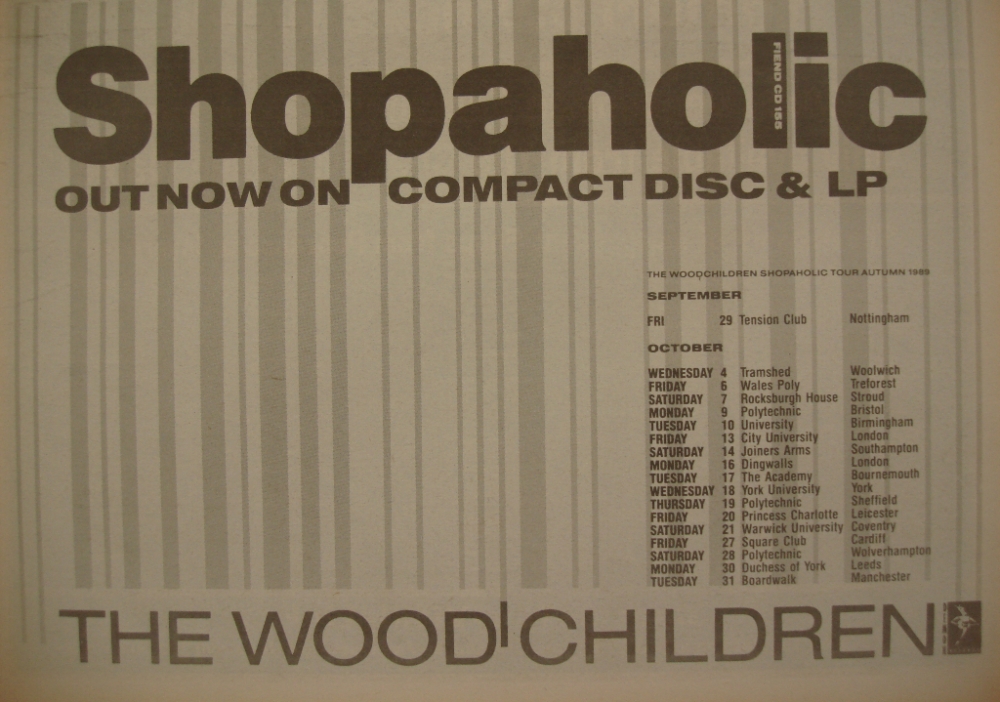 Shopaholic
FIEND CD 155
OUT NOW ON COMPACT DISC & LP
THE WOODCHILDREN SHOPAHOLIC TOUR AUTUMN 1989
SEPTEMBER
FRI 29 Tension Club Nottingham
OCTOBER
WEDNESDAY 4 Tramshed Woolwich
FRIDAY 6 Wales Poly Treforest
SATURDAY 7 Rocksburgh House Stroud
MONDAY 9 Polytechnic Bristol
TUESDAY 10 University Birmingham
FRIDAY 13 City University London
SATURDAY 14 Joiners Arms Southampton
MONDAY 16 Dingwalls London
TUESDAY 17 The Academy Bournemouth
WEDNESDAY 18 York University York
THURSDAY 19 Polytechnic Sheffield
FRIDAY 20 Princess Charlotte Leicester
SATURDAY 21 Warwick University Coventry
FRIDAY 27 Square Club Cardiff
SATURDAY 28 Polytechnic Wolverhampton
MONDAY 30 Duchess of York Leeds
TUESDAY 31 Boardwalk Manchester
THE WOOD CHILDREN